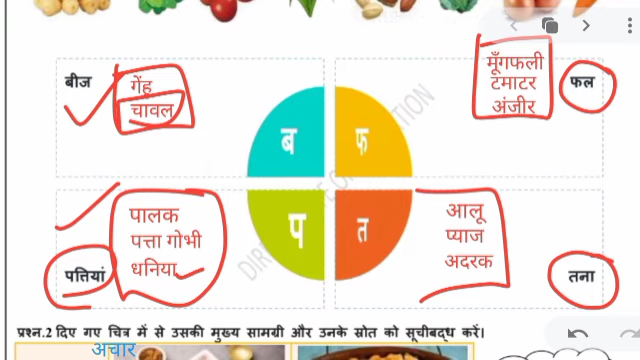 बीज
गेंह
चावल
मूँगफली
टमाटर
अंजीर
फल
ब
फ
प
त
पालक
पत्ता गोभी
धनिया
पत्तियां
आलू
प्याज
अदरक
तना
प्रश्न.2 दिए गए चित्र में से उसकी मुख्य सामग्री और उनके स्रोत को सूचीबद्ध करें।
अचार